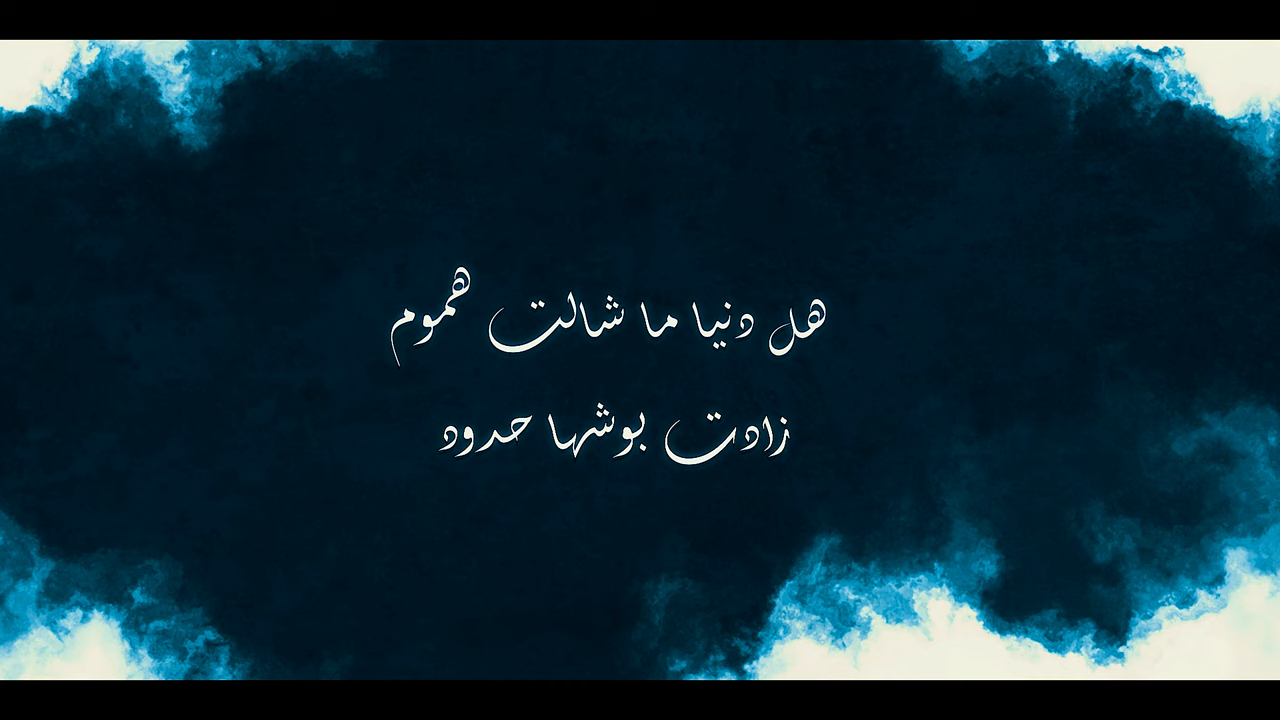 هل دنيا ما شالت هموم
زادت بوشها حدود